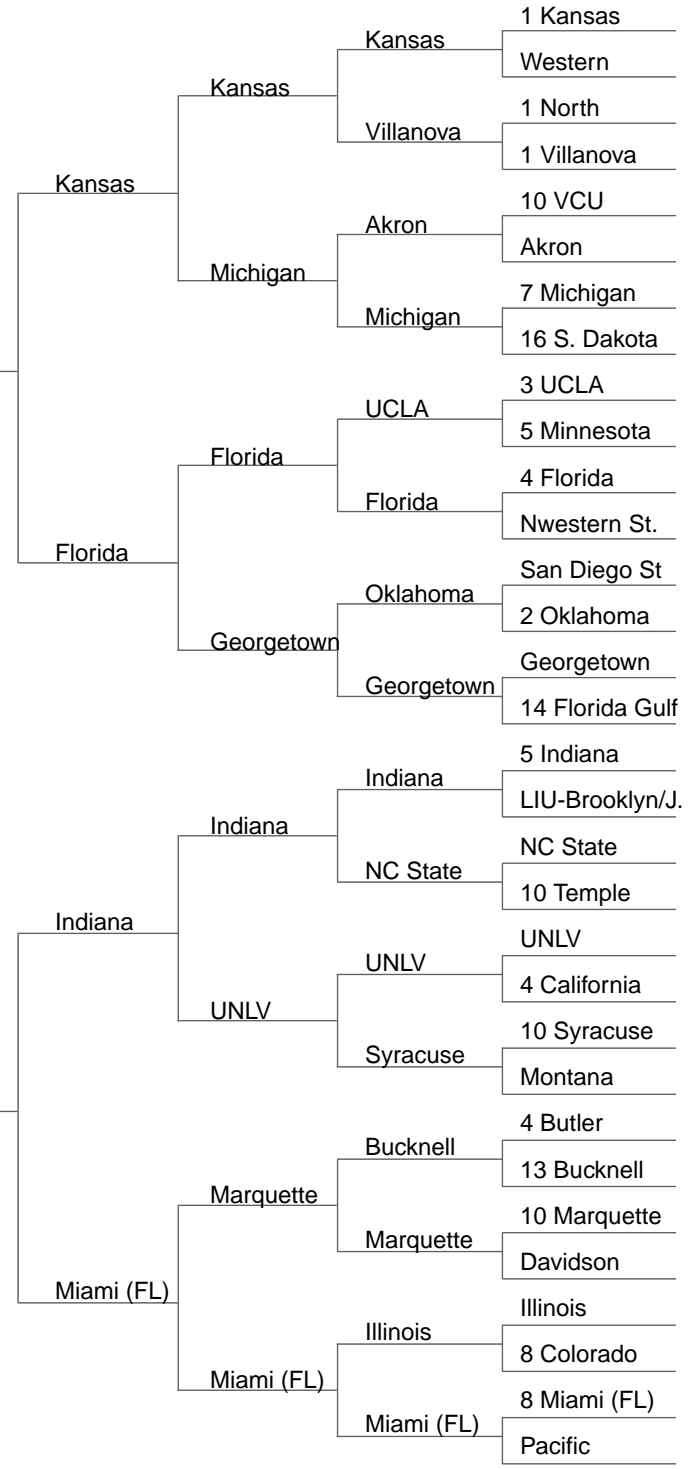 1 Kansas
Kansas
Western
Kansas
1 North
Villanova
1 Villanova
Kansas
10 VCU
Akron
Akron
Michigan
7 Michigan
Michigan
16 S. Dakota
3 UCLA
UCLA
5 Minnesota
Florida
4 Florida
Florida
Nwestern St.
Florida
San Diego St
Oklahoma
2 Oklahoma
Georgetown
Georgetown
Georgetown
14 Florida Gulf
5 Indiana
Indiana
LIU-Brooklyn/J.
Indiana
NC State
NC State
10 Temple
Indiana
UNLV
UNLV
4 California
UNLV
10 Syracuse
Syracuse
Montana
4 Butler
Bucknell
13 Bucknell
Marquette
10 Marquette
Marquette
Davidson
Miami (FL)
Illinois
Illinois
8 Colorado
Miami (FL)
8 Miami (FL)
Miami (FL)
Pacific